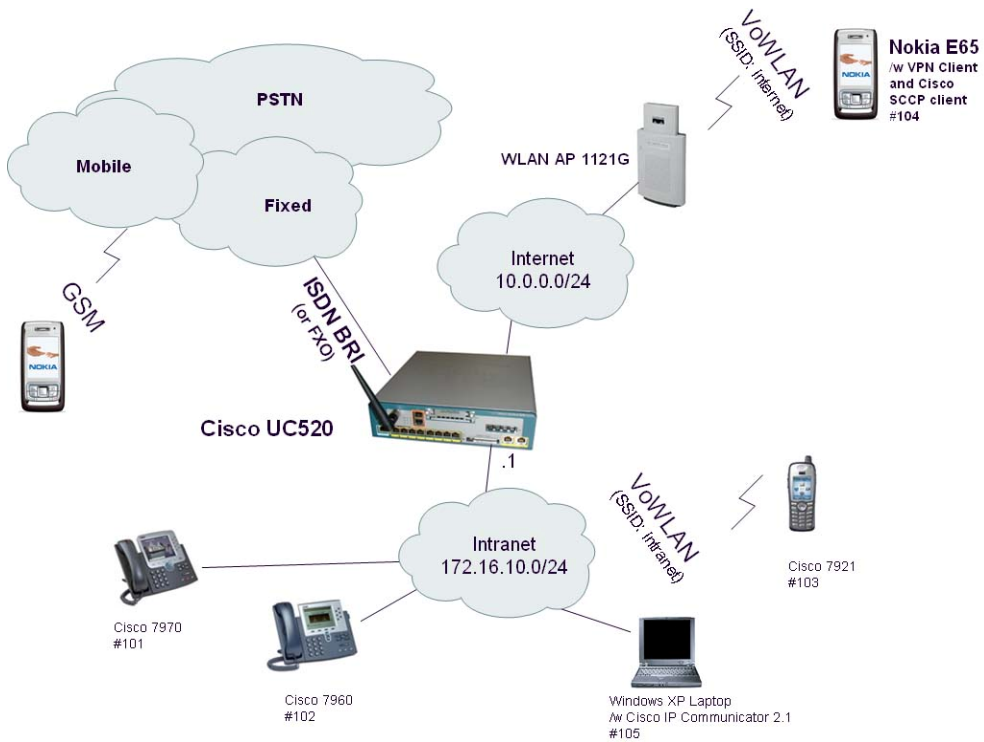 PSTN
Mobile
Fixed
GSM
NOKIA
ISDN BRI
(or FXO)
Cisco UC520
.1
VoWLAN
(SSID: internet)
NOKIA
Nokia E65
/w VPN Client
and Cisco
SCCP client
#104
WLAN AP 1121G
Internet
10.0.0.0/24
Intranet
172.16.10.0/24
VoWLAN
(SSID: intranet)
Cisco 7921
#103
Cisco 7970
#101
Cisco 7960
#102
Windows XP Laptop
/w Cisco IP Communicator 2.1
#105